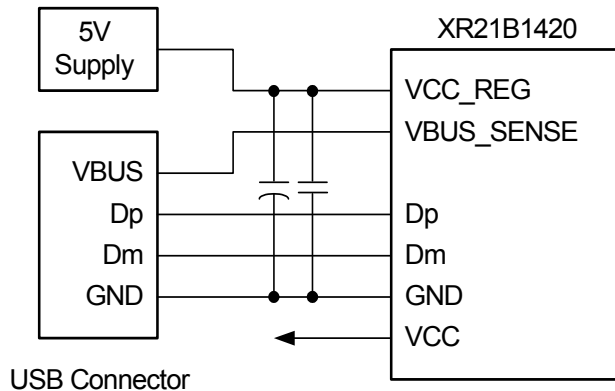 5V
Supply
XR21B1420
VCC_REG
VBUS_SENSE
VBUS
Dp
Dp
Dm
Dm
GND
GND
VCC
USB Connector